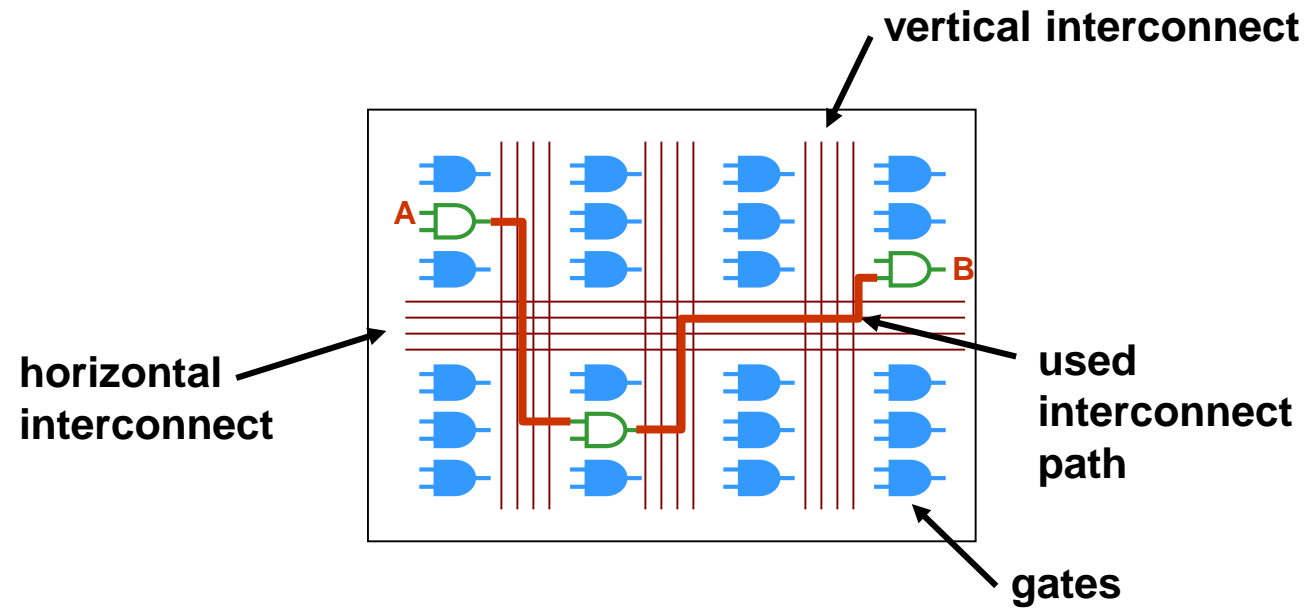 vertical interconnect
A
B
horizontal
interconnect
used
interconnect
path
gates